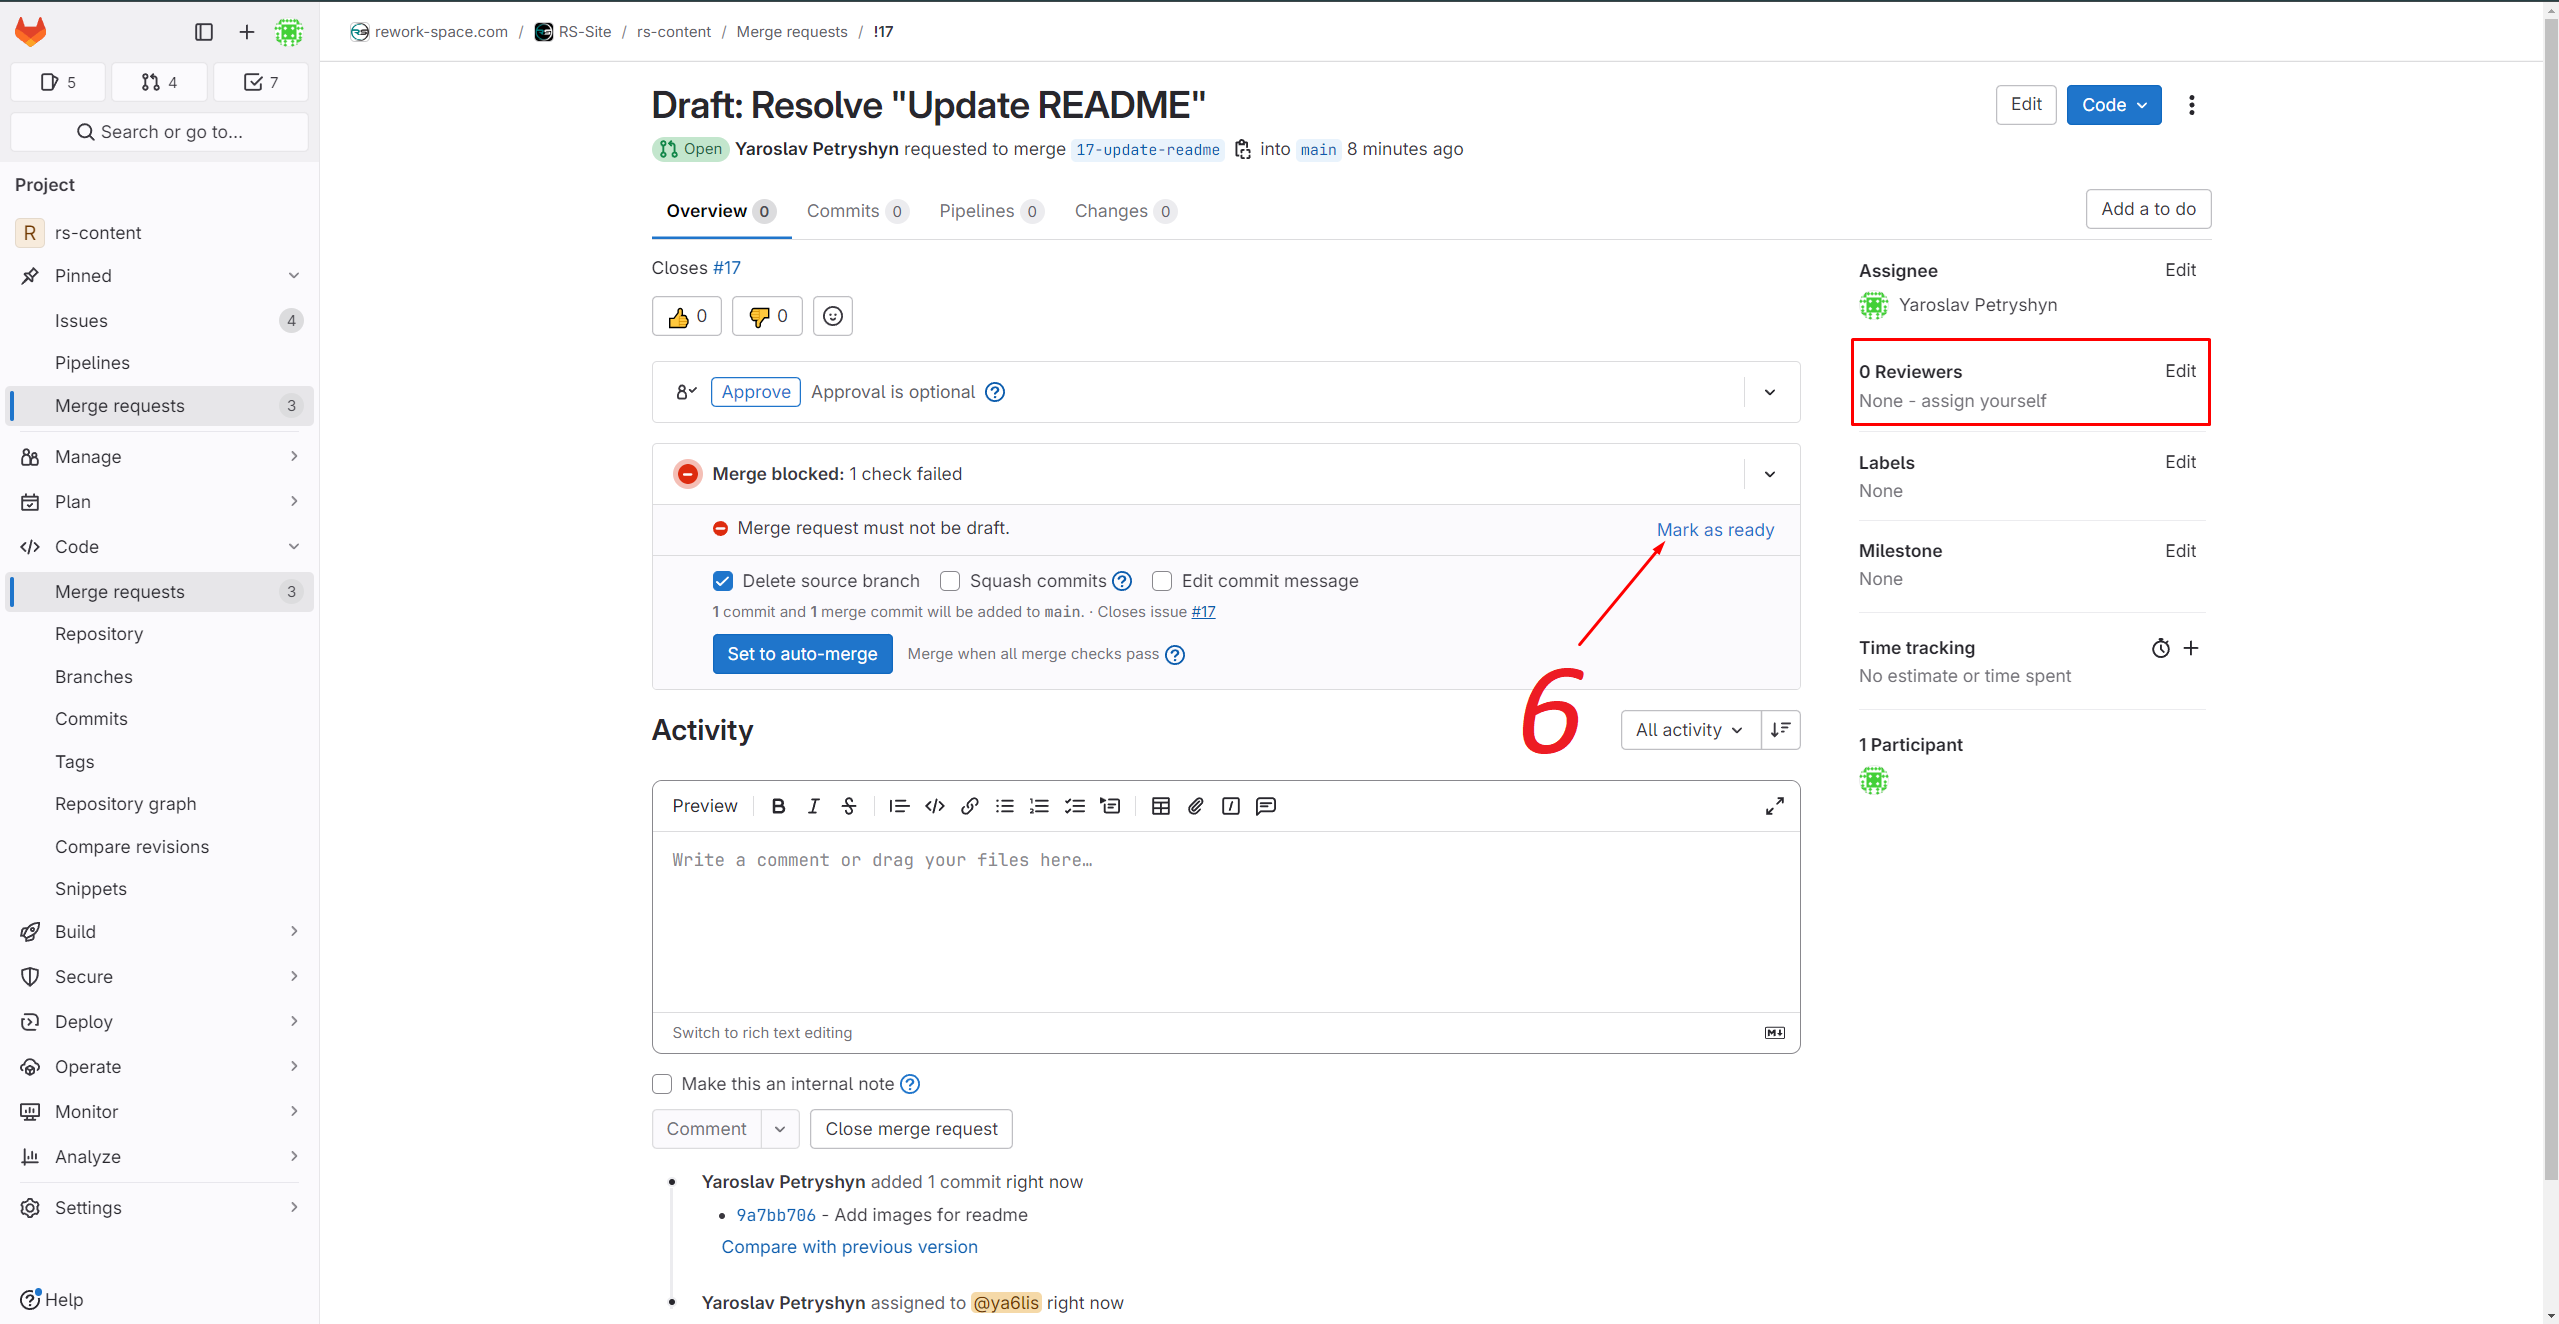 rework-space.com / RS-Site / rs-content / Merge requests / !17
5 4 7
Search or go to...
Project
R rs-content
Pinned
Issues 4
Pipelines
Merge requests 3
Manage
Plan
Code
Merge requests 3
Repository
Branches
Commits
Tags
Repository graph
Compare revisions
Snippets
Build
Secure
Deploy
Operate
Monitor
Analyze
Settings
Help
Draft: Resolve "Update README"
Edit Code
Open Yaroslav Petryshyn requested to merge 17-update-readme into main 8 minutes ago
Overview 0 Commits 0 Pipelines 0 Changes 0
Add a to do
Closes #17
0 0
Approve Approval is optional
Merge blocked: 1 check failed
Merge request must not be draft. Mark as ready
Delete source branch Squash commits Edit commit message
1 commit and 1 merge commit will be added to main. · Closes issue #17
Set to auto-merge Merge when all merge checks pass
6
Activity
All activity
Preview
Write a comment or drag your files here…
Switch to rich text editing
Make this an internal note
Comment Close merge request
Yaroslav Petryshyn added 1 commit right now
9a7bb706 - Add images for readme
Compare with previous version
Yaroslav Petryshyn assigned to @ya6lis right now
Assignee Edit
Yaroslav Petryshyn
0 Reviewers Edit
None - assign yourself
Labels Edit
None
Milestone Edit
None
Time tracking
No estimate or time spent
1 Participant